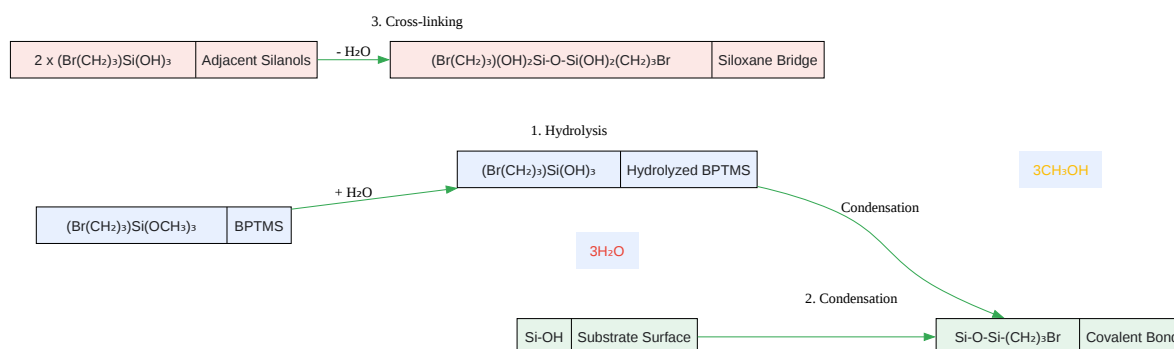 3. Cross-linking
2 x (Br(CH₂)₃)Si(OH)₃ Adjacent Silanols
- H₂O
(Br(CH₂)₃)(OH)₂Si-O-Si(OH)₂(CH₂)₃Br Siloxane Bridge
1. Hydrolysis
(Br(CH₂)₃)Si(OH)₃ Hydrolyzed BPTMS
3CH₃OH
+ H₂O
(Br(CH₂)₃)Si(OCH₃)₃ BPTMS
Condensation
3H₂O
2. Condensation
Si-OH Substrate Surface
Si-O-Si-(CH₂)₃Br Covalent Bond